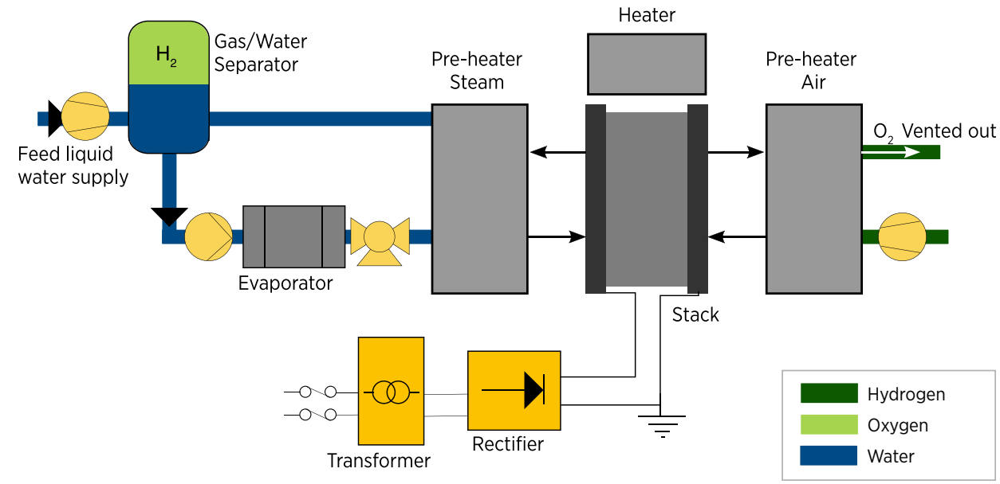 Heater
H₂
Gas/Water
Separator
Pre-heater
Steam
Pre-heater
Air
O₂ Vented out
Feed liquid
water supply
Evaporator
Stack
Transformer
Rectifier
Hydrogen
Oxygen
Water